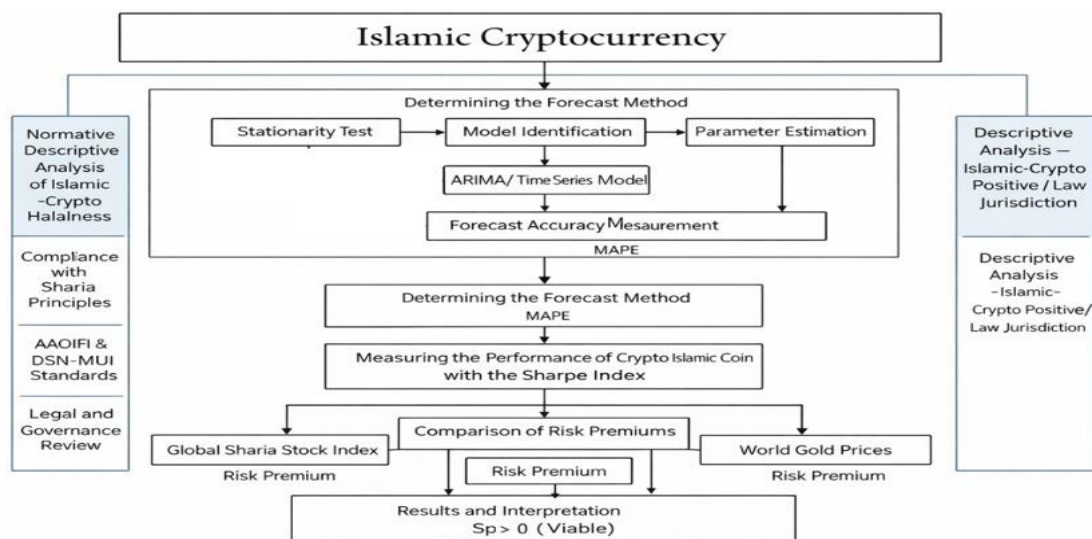 Islamic Cryptocurrency
Normative
Descriptive
Analysis
of Islamic
-Crypto
Halalness
Compliance
with
Sharia
Principles
AAOIFI &
DSN-MUI
Standards
Legal and
Governance
Review
Determining the Forecast Method
Stationarity Test
Model Identification
Parameter Estimation
ARIMA/Time Series Model
Forecast Accuracy Mesaurement
MAPE
Determining the Forecast Method
MAPE
Measuring the Performance of Crypto Islamic Coin
with the Sharpe Index
Comparison of Risk Premiums
Global Sharia Stock Index
Risk Premium
Risk Premium
World Gold Prices
Risk Premium
Results and Interpretation
Sp > 0 (Viable)
Descriptive
Analysis —
Islamic-Crypto
Positive / Law
Jurisdiction
Descriptive
Analysis
-Islamic-
Crypto Positive/
Law Jurisdiction